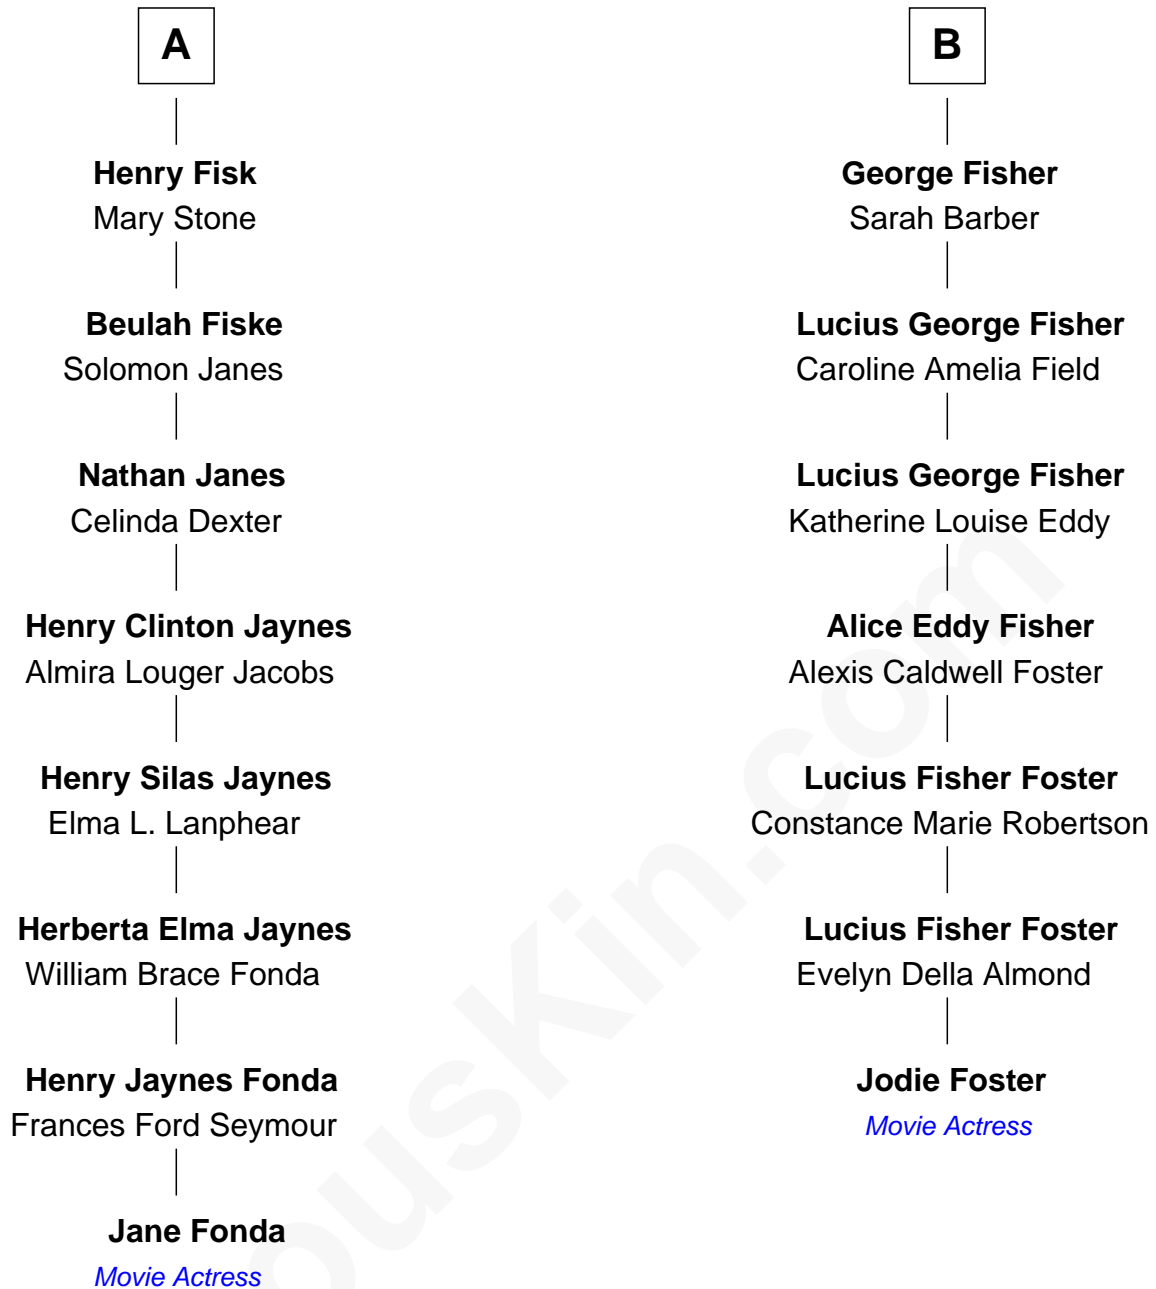 A
Henry Fisk
Mary Stone
Beulah Fiske
Solomon Janes
Nathan Janes
Celinda Dexter
Henry Clinton Jaynes
Almira Louger Jacobs
Henry Silas Jaynes
Elma L. Lanphear
Herberta Elma Jaynes
William Brace Fonda
Henry Jaynes Fonda
Frances Ford Seymour
Jane Fonda
Movie Actress
B
George Fisher
Sarah Barber
Lucius George Fisher
Caroline Amelia Field
Lucius George Fisher
Katherine Louise Eddy
Alice Eddy Fisher
Alexis Caldwell Foster
Lucius Fisher Foster
Constance Marie Robertson
Lucius Fisher Foster
Evelyn Della Almond
Jodie Foster
Movie Actress
ousKin.com